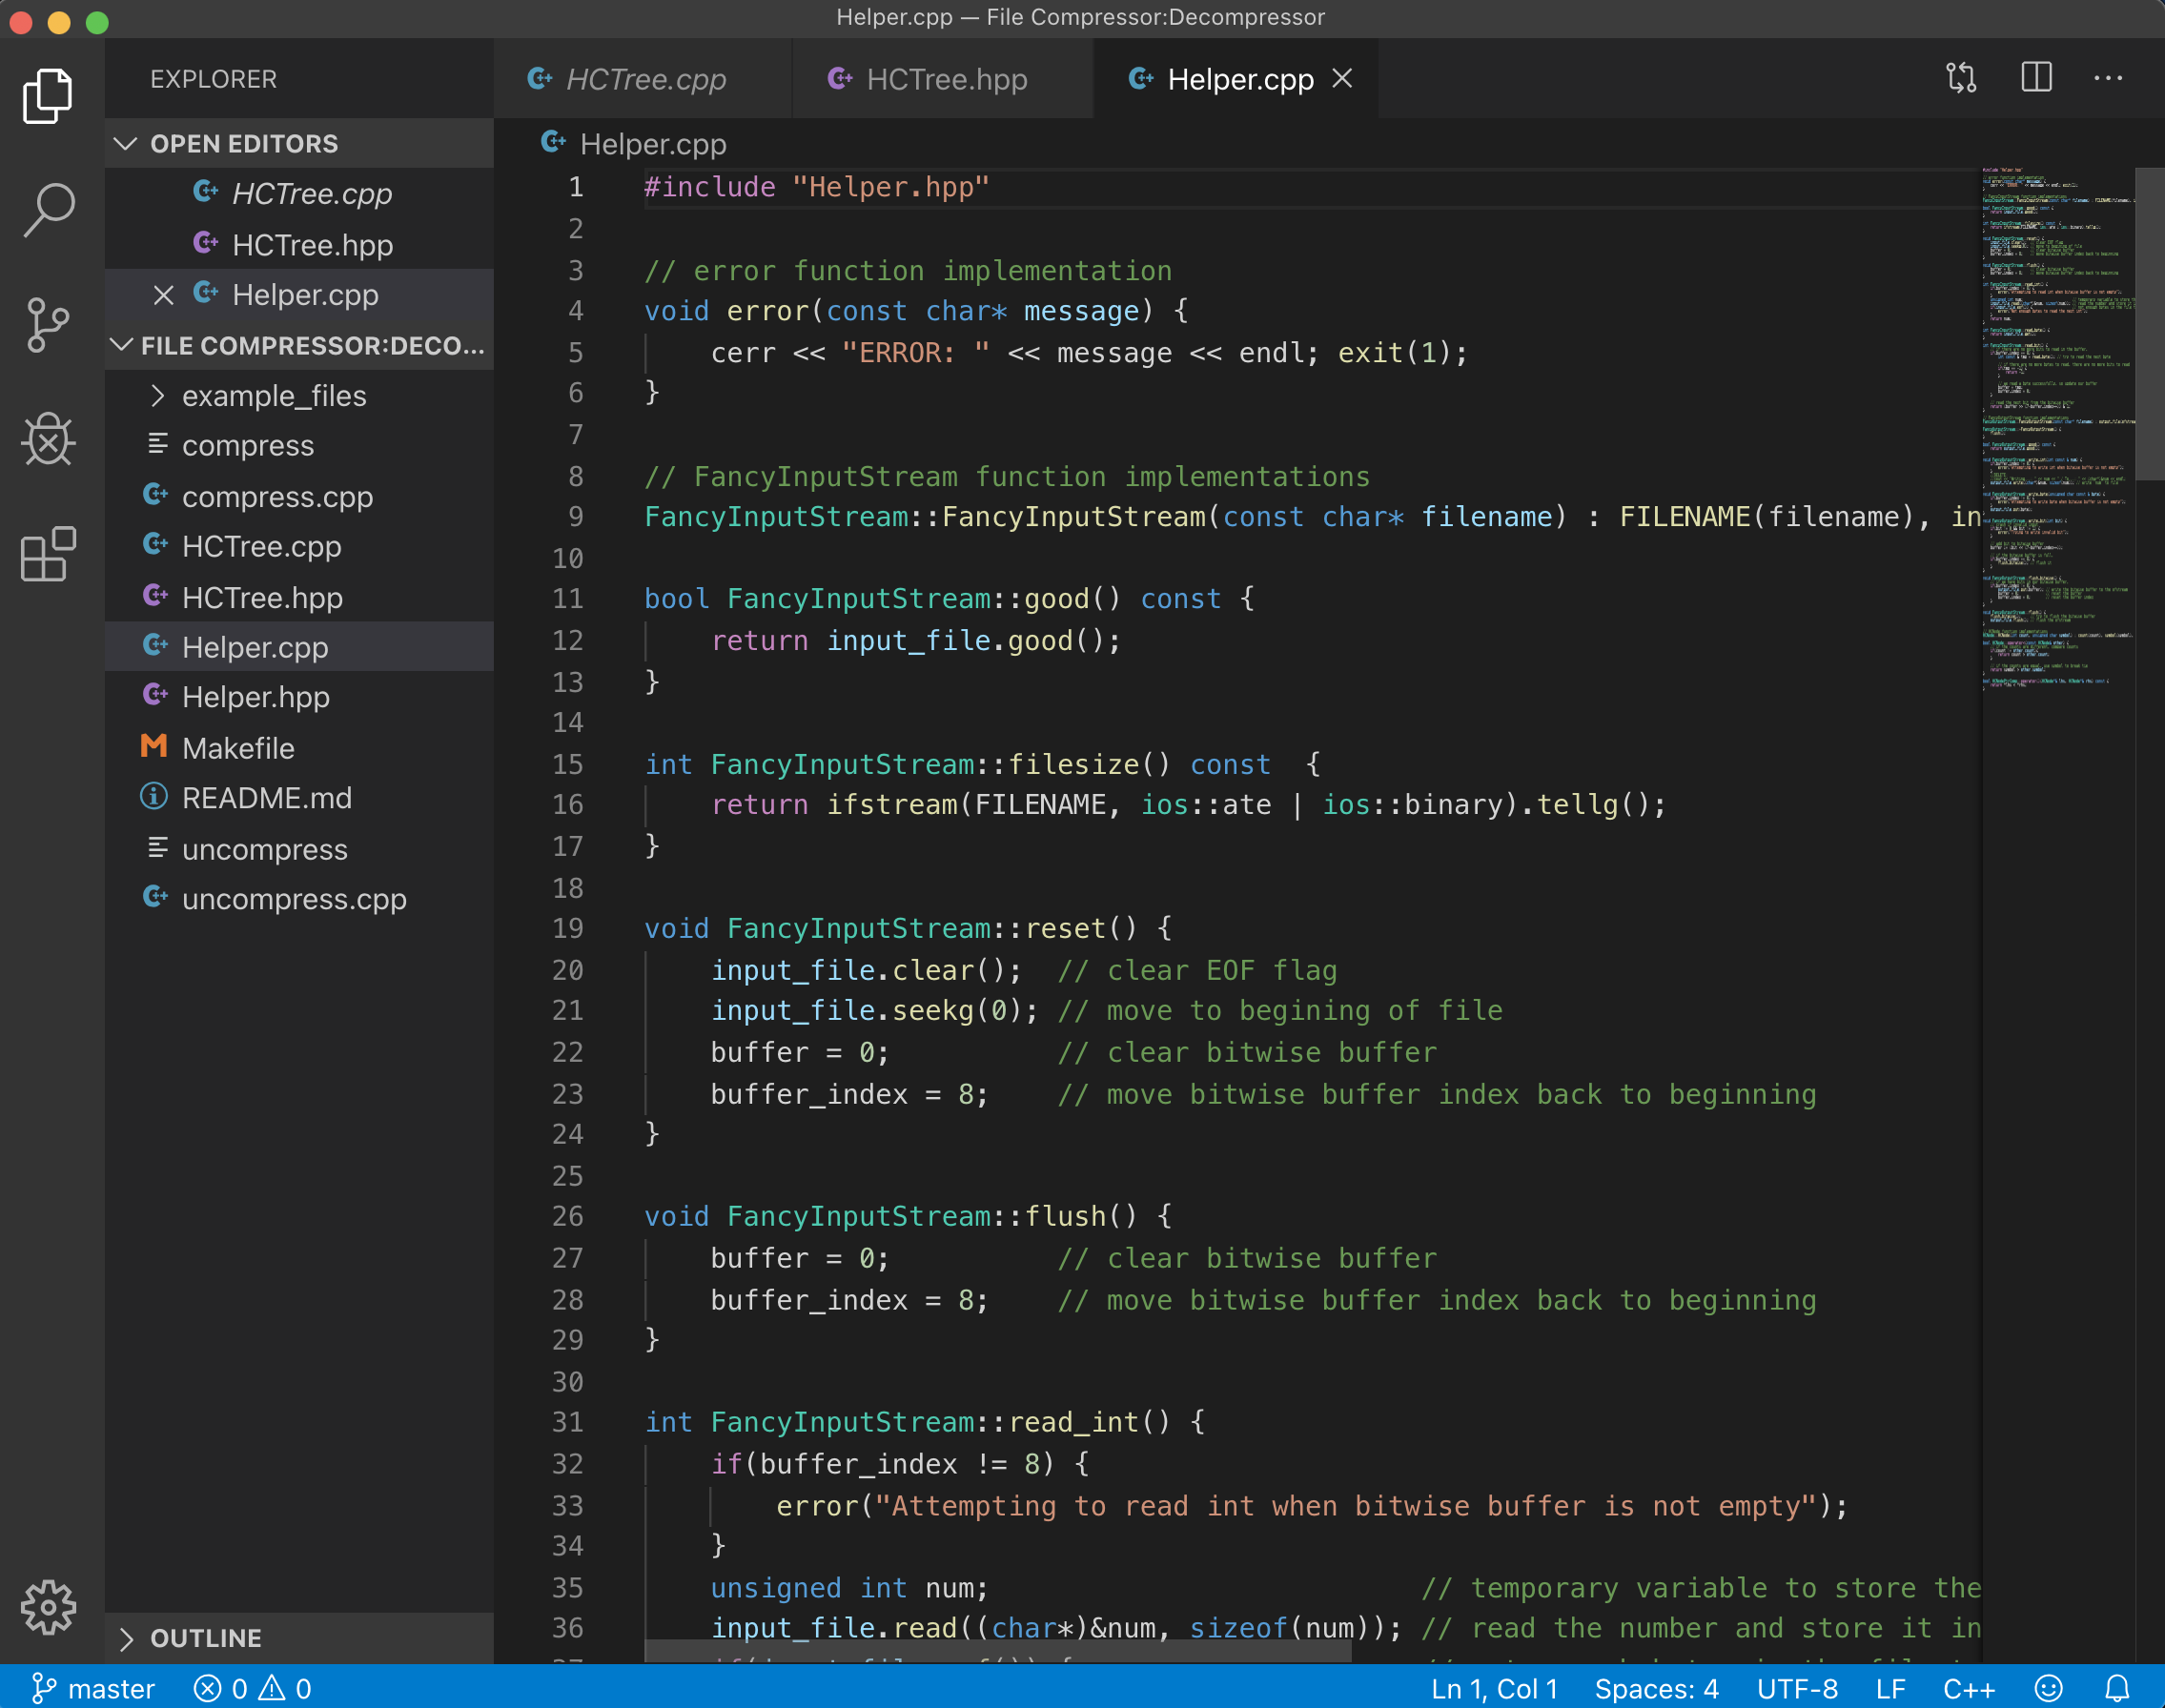 Helper.cpp — File Compressor:Decompressor
EXPLORER
OPEN EDITORS
HCTree.cpp
HCTree.hpp
Helper.cpp
FILE COMPRESSOR:DECO...
example_files
compress
compress.cpp
HCTree.cpp
HCTree.hpp
Helper.cpp
Helper.hpp
Makefile
README.md
uncompress
uncompress.cpp
OUTLINE
HCTree.cpp HCTree.hpp Helper.cpp
Helper.cpp
1 #include "Helper.hpp"
2
3 // error function implementation
4 void error(const char* message) {
5     cerr << "ERROR: " << message << endl; exit(1);
6 }
7
8 // FancyInputStream function implementations
9 FancyInputStream::FancyInputStream(const char* filename) : FILENAME(filename), in
10
11 bool FancyInputStream::good() const {
12     return input_file.good();
13 }
14
15 int FancyInputStream::filesize() const  {
16     return ifstream(FILENAME, ios::ate | ios::binary).tellg();
17 }
18
19 void FancyInputStream::reset() {
20     input_file.clear();  // clear EOF flag
21     input_file.seekg(0); // move to begining of file
22     buffer = 0;          // clear bitwise buffer
23     buffer_index = 8;    // move bitwise buffer index back to beginning
24 }
25
26 void FancyInputStream::flush() {
27     buffer = 0;          // clear bitwise buffer
28     buffer_index = 8;    // move bitwise buffer index back to beginning
29 }
30
31 int FancyInputStream::read_int() {
32     if(buffer_index != 8) {
33         error("Attempting to read int when bitwise buffer is not empty");
34     }
35     unsigned int num;                          // temporary variable to store the
36     input_file.read((char*)&num, sizeof(num)); // read the number and store it in
master 0 0 Ln 1, Col 1 Spaces: 4 UTF-8 LF C++